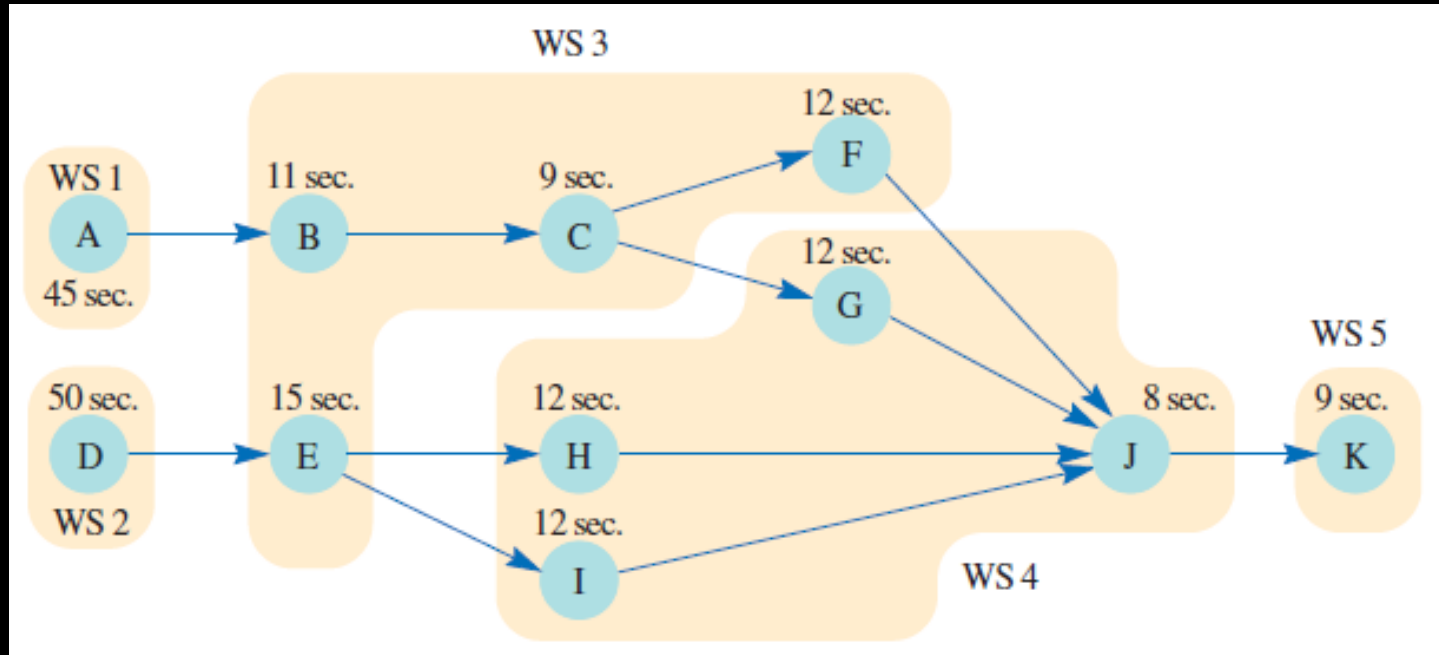 WS 3
12 sec.
F
WS 1
11 sec.
9 sec.
A
B
C
45 sec.
12 sec.
G
WS 5
50 sec.
15 sec.
12 sec.
8 sec.
9 sec.
D
E
H
J
K
WS 2
12 sec.
I
WS 4